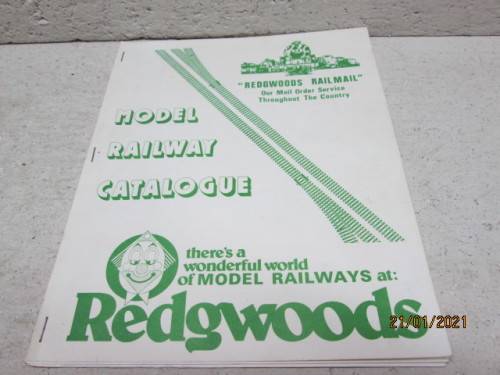 "REDGWOODS RAILMAIL"
Our Mail Order Service
Throughout The Country
MODEL
RAILWAY
CATALOGUE
there's a
wonderful world
of MODEL RAILWAYS at:
Redgwoods
21/01/2021